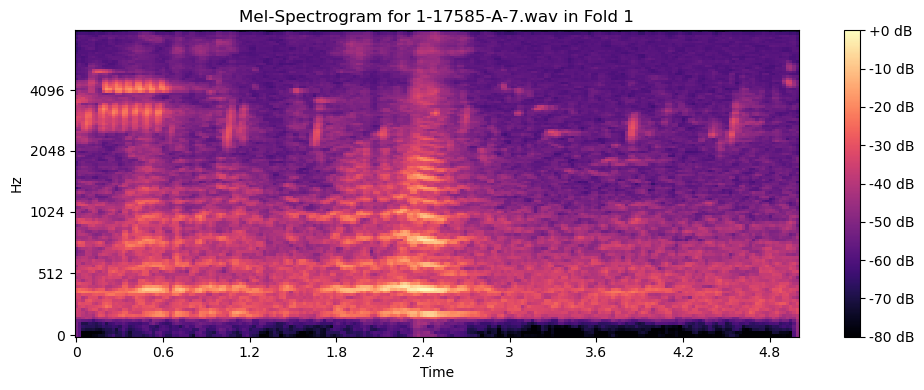 Mel-Spectrogram for 1-17585-A-7.wav in Fold 1
Hz
4096
2048
1024
512
0
0
0.6
1.2
1.8
2.4
3
3.6
4.2
4.8
Time
+0 dB
-10 dB
-20 dB
-30 dB
-40 dB
-50 dB
-60 dB
-70 dB
-80 dB